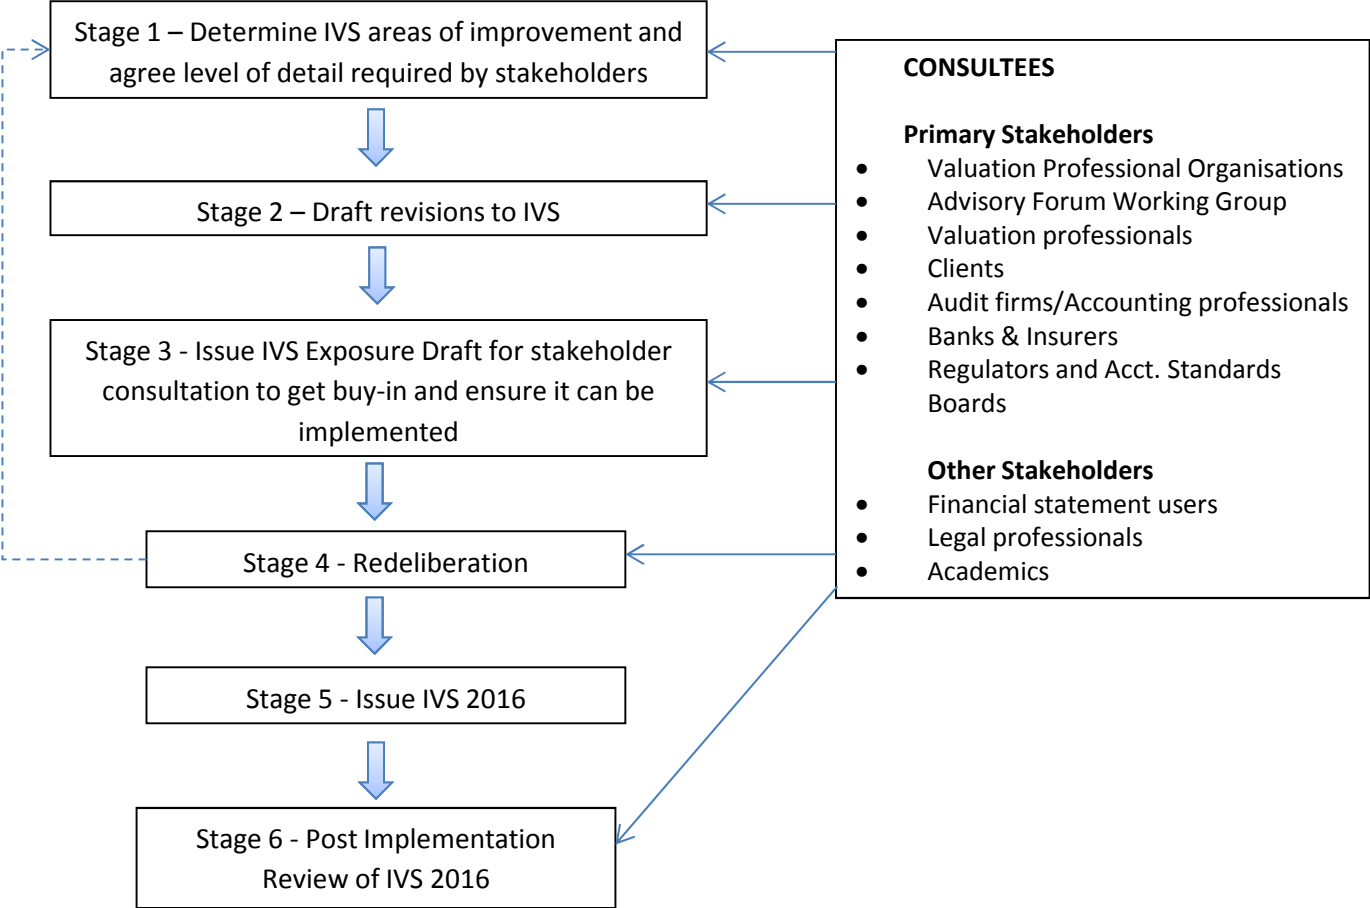 Stage 1 – Determine IVS areas of improvement and
agree level of detail required by stakeholders
Stage 2 – Draft revisions to IVS
Stage 3 - Issue IVS Exposure Draft for stakeholder
consultation to get buy-in and ensure it can be
implemented
Stage 4 - Redeliberation
Stage 5 - Issue IVS 2016
Stage 6 - Post Implementation
Review of IVS 2016
CONSULTEES
Primary Stakeholders
• Valuation Professional Organisations
• Advisory Forum Working Group
• Valuation professionals
• Clients
• Audit firms/Accounting professionals
• Banks & Insurers
• Regulators and Acct. Standards
Boards
Other Stakeholders
• Financial statement users
• Legal professionals
• Academics